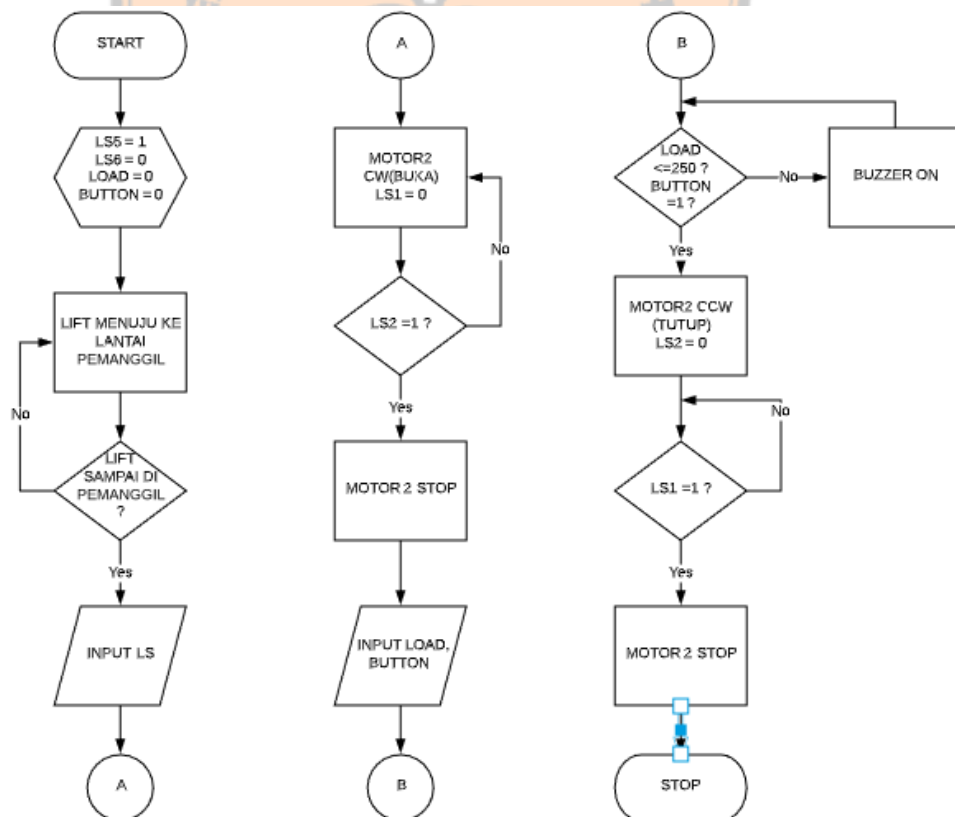 START
LS5 = 1
LS6 = 0
LOAD = 0
BUTTON = 0
LIFT MENUJU KE
LANTAI
PEMANGGIL
No
LIFT
SAMPAI DI
PEMANGGIL
?
Yes
INPUT LS
A
A
MOTOR2
CW(BUKA)
LS1 = 0
No
LS2 =1 ?
Yes
MOTOR 2 STOP
INPUT LOAD,
BUTTON
B
B
LOAD
<=250 ?
BUTTON
=1 ?
No
BUZZER ON
Yes
MOTOR2 CCW
(TUTUP)
LS2 = 0
No
LS1 =1 ?
Yes
MOTOR 2 STOP
STOP